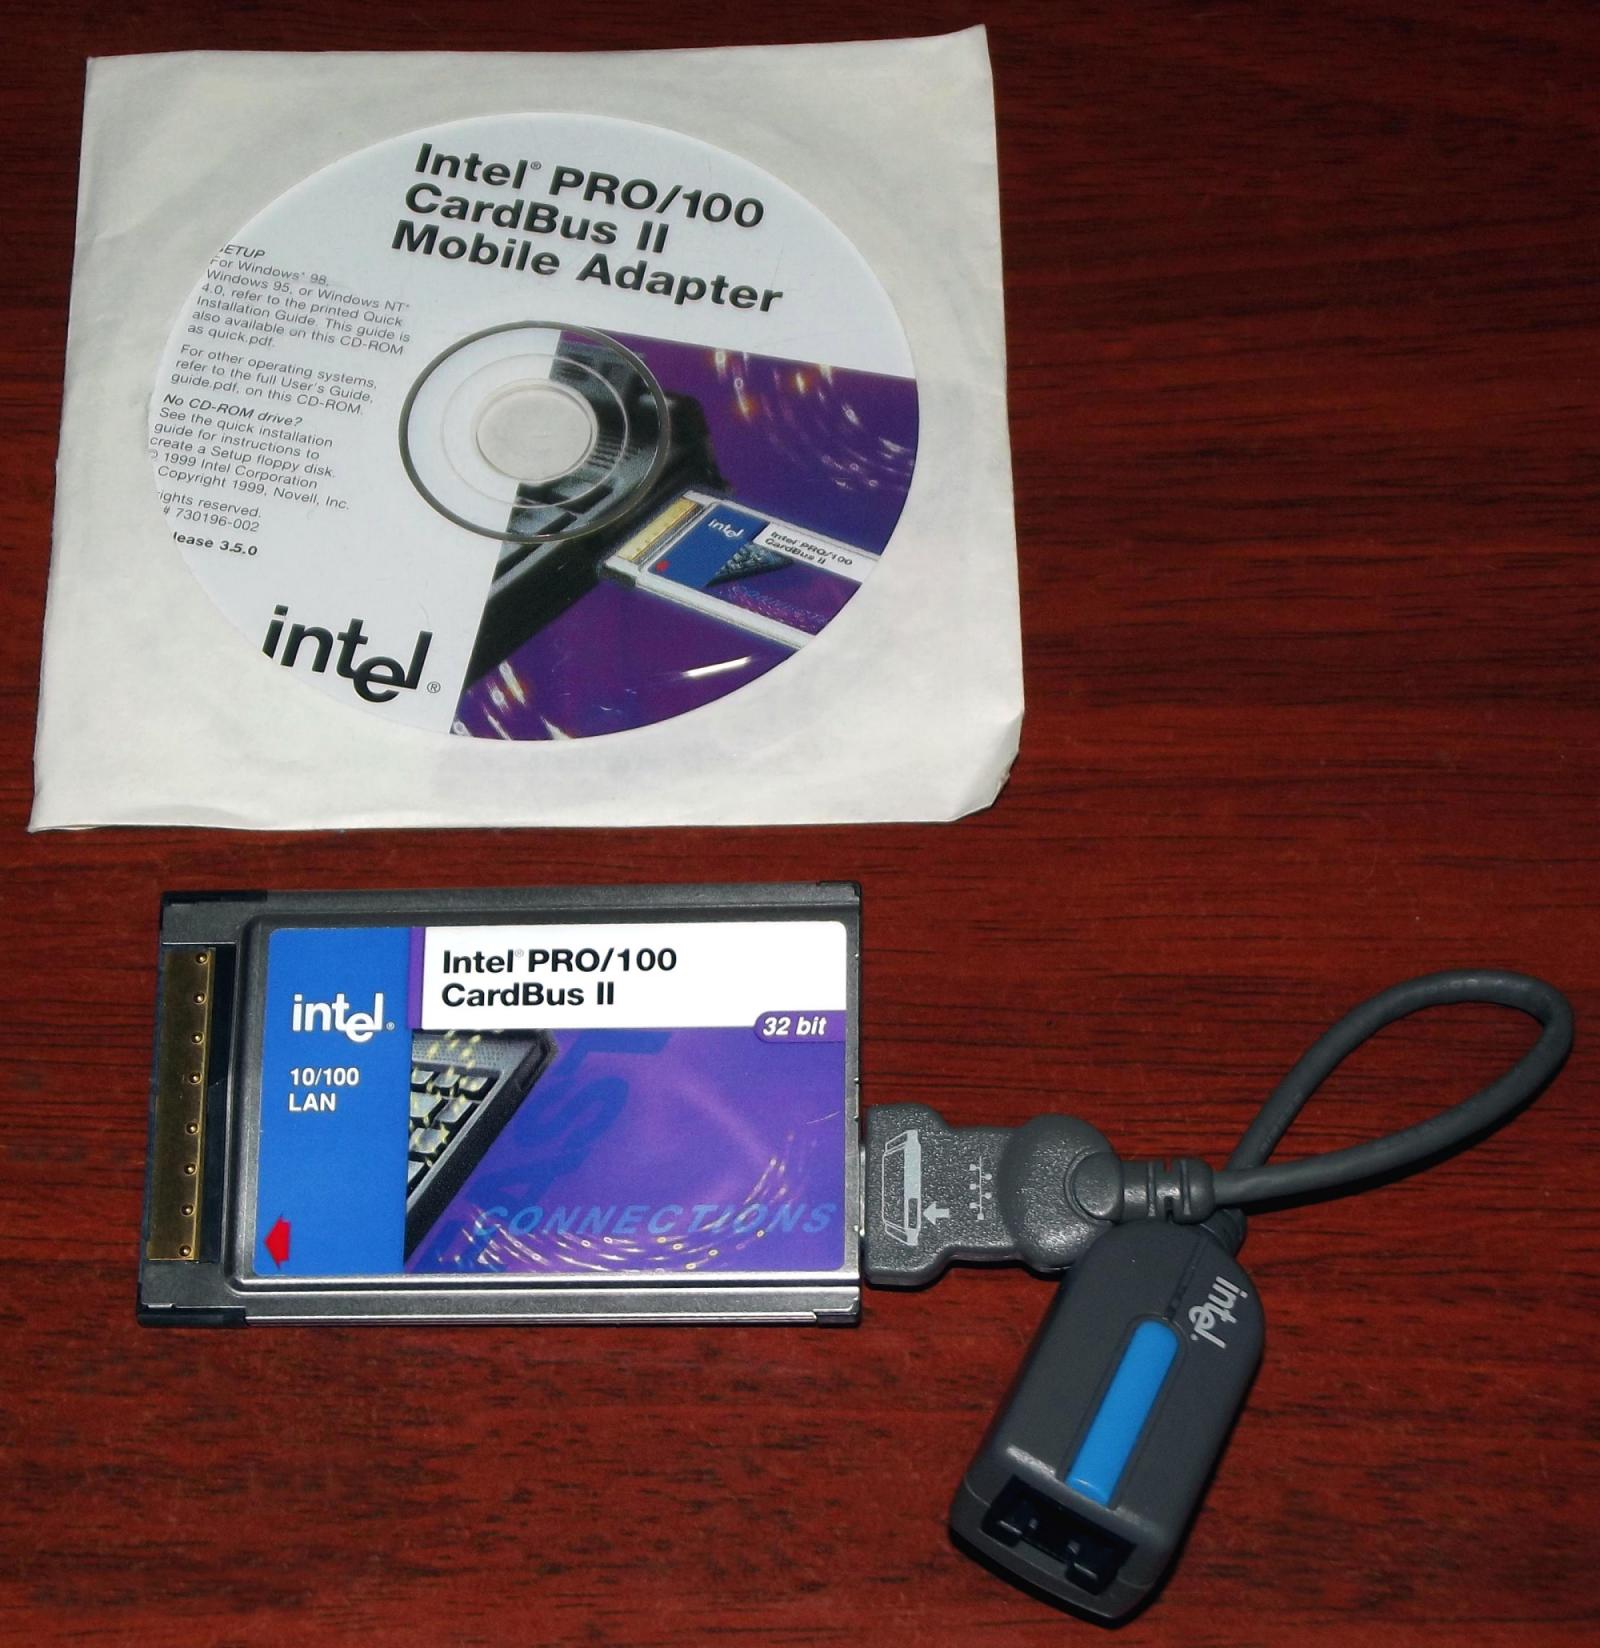 Intel® PRO/100
CardBus II
Mobile Adapter
SETUP
For Windows* 98,
Windows 95, or Windows NT*
4.0, refer to the printed Quick
Installation Guide. This guide is
also available on this CD-ROM
as quick.pdf.
For other operating systems,
refer to the full User's Guide,
guide.pdf, on this CD-ROM.
No CD-ROM drive?
See the quick installation
guide for instructions to
create a Setup floppy disk.
© 1999 Intel Corporation
Copyright 1999, Novell, Inc.
rights reserved.
# 730196-002
lease 3.5.0
intel®
intel
Intel® PRO/100
CardBus II
Intel® PRO/100
CardBus II
32 bit
intel®
10/100
LAN
FAST
CONNECTIONS
intel®